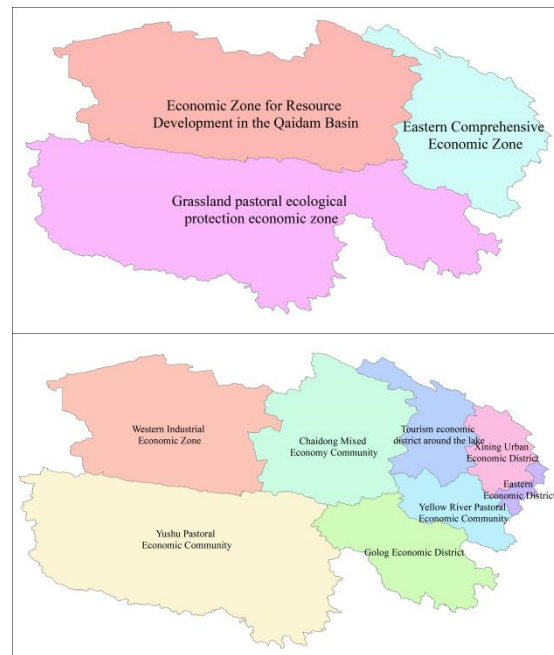 Economic Zone for Resource
Development in the Qaidam Basin
Eastern Comprehensive
Economic Zone
Grassland pastoral ecological
protection economic zone
Western Industrial
Economic Zone
Chaidong Mixed
Economy Community
Tourism economic
district around the lake
Xining Urban
Economic District
Eastern
Economic District
Yellow River Pastoral
Economic Community
Yushu Pastoral
Economic Community
Golog Economic District